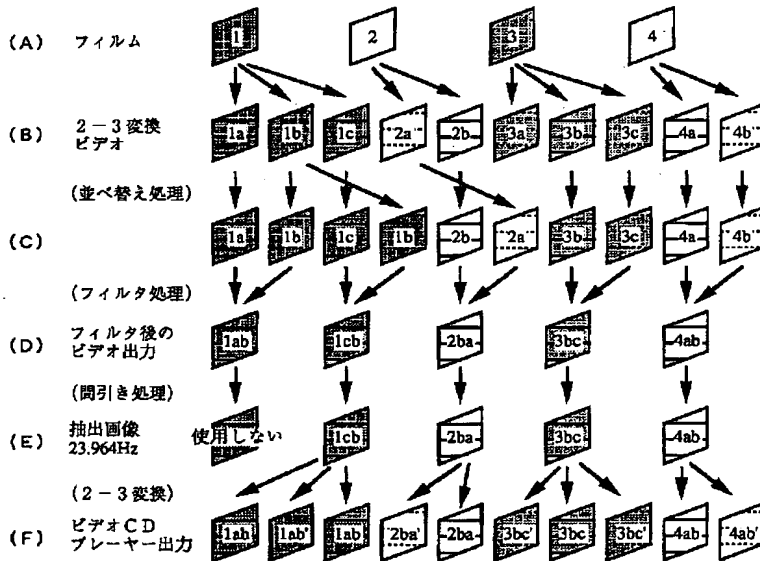 (A) フィルム 1 2 3 4
(B) 2－3変換
ビデオ 1a 1b 1c 2a 2b 3a 3b 3c 4a 4b
(並べ替え処理)
(C) 1a 1b 1c 1b 2b 2a 3b 3c 4a 4b
(フィルタ処理)
(D) フィルタ後の
ビデオ出力 1ab 1cb 2ba 3bc 4ab
(間引き処理)
(E) 抽出画像
23.964Hz 使用しない 1cb 2ba 3bc 4ab
(2－3変換)
(F) ビデオCD
プレーヤー出力 1ab 1ab' 1ab 2ba' 2ba 3bc' 3bc 3bc' 4ab 4ab'